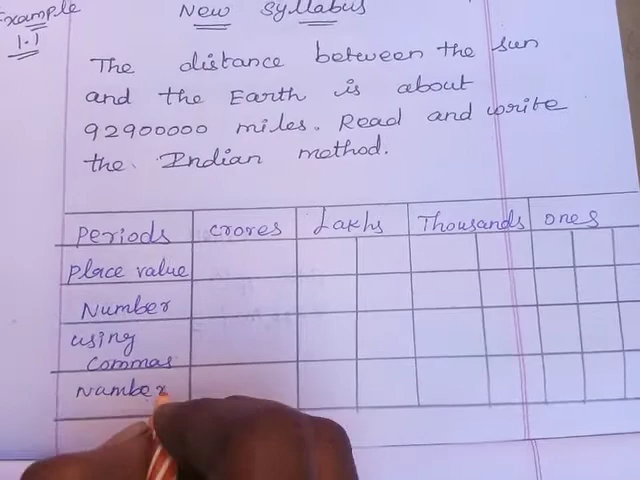 Example New Syllabus
1.1
The distance between the sun
and the Earth is about
92900000 miles. Read and write
the Indian method.
Periods Crores Lakhs Thousands Ones
Place value
Number
using
Commas
Number